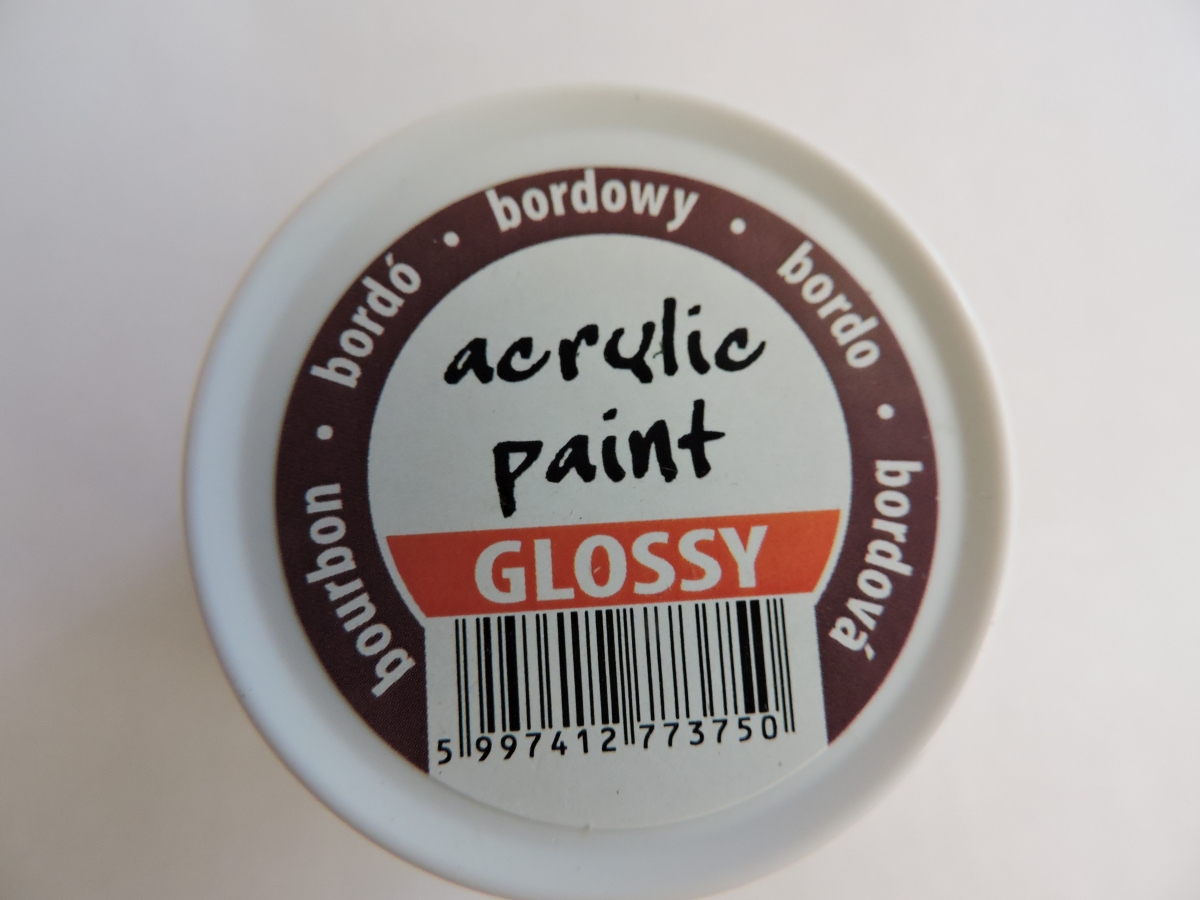 bourbon • bordó • bordowy • bordo • bordová
acrylic
paint
GLOSSY
5 997412 773750